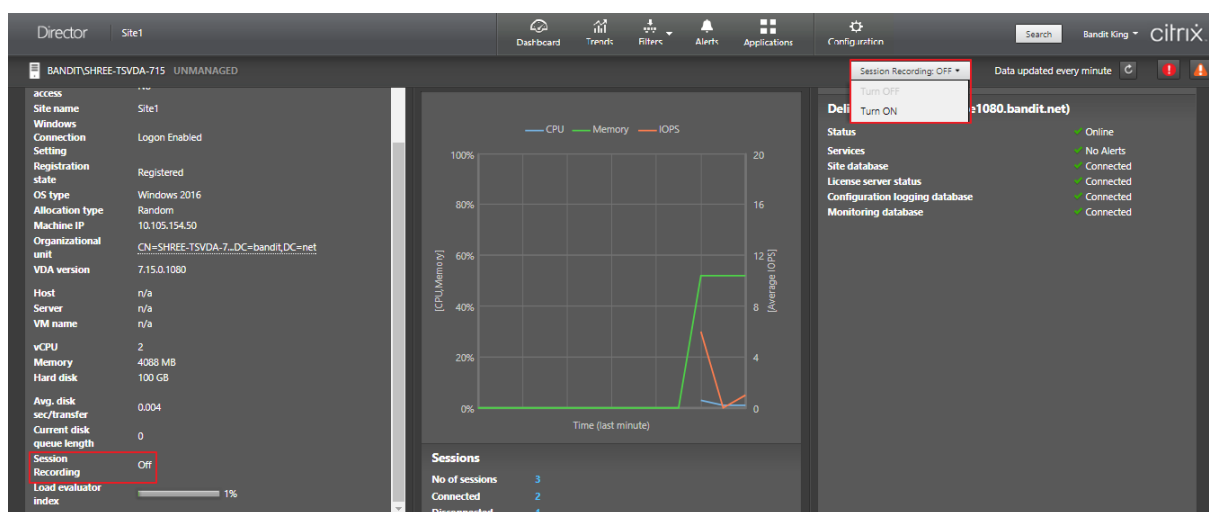 Director Site1 Dashboard Trends Filters Alerts Applications Configuration Search Bandit King citrix
BANDIT\SHREE-TSVDA-715 UNMANAGED Session Recording: OFF Data updated every minute
Turn OFF
Turn ON
access
Site name Site1
Windows
Connection Logon Enabled
Setting
Registration
state Registered
OS type Windows 2016
Allocation type Random
Machine IP 10.105.154.50
Organizational
unit CN=SHREE-TSVDA-7...DC=bandit,DC=net
VDA version 7.15.0.1080
Host n/a
Server n/a
VM name n/a
vCPU 2
Memory 4088 MB
Hard disk 100 GB
Avg. disk
sec/transfer 0.004
Current disk
queue length 0
Session
Recording Off
Load evaluator
index 1%
CPU Memory IOPS
100% 20
80% 16
60% 12
40% 8
20% 4
0% 0
[CPU,Memory]
[Average IOPS]
Time (last minute)
Sessions
No of sessions 3
Connected 2
Disconnected
Deli e1080.bandit.net)
Status Online
Services No Alerts
Site database Connected
License server status Connected
Configuration logging database Connected
Monitoring database Connected